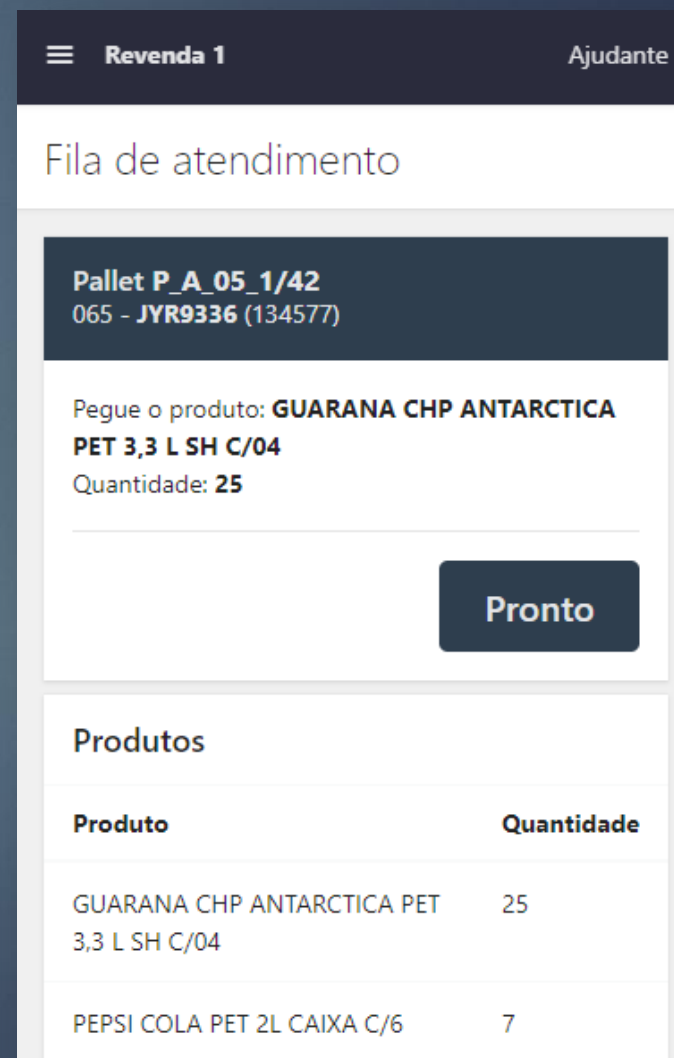 Revenda 1 Ajudante
Fila de atendimento
Pallet P_A_05_1/42
065 - JYR9336 (134577)
Pegue o produto: GUARANA CHP ANTARCTICA
PET 3,3 L SH C/04
Quantidade: 25
Pronto
Produtos
Produto Quantidade
GUARANA CHP ANTARCTICA PET 25
3,3 L SH C/04
PEPSI COLA PET 2L CAIXA C/6 7